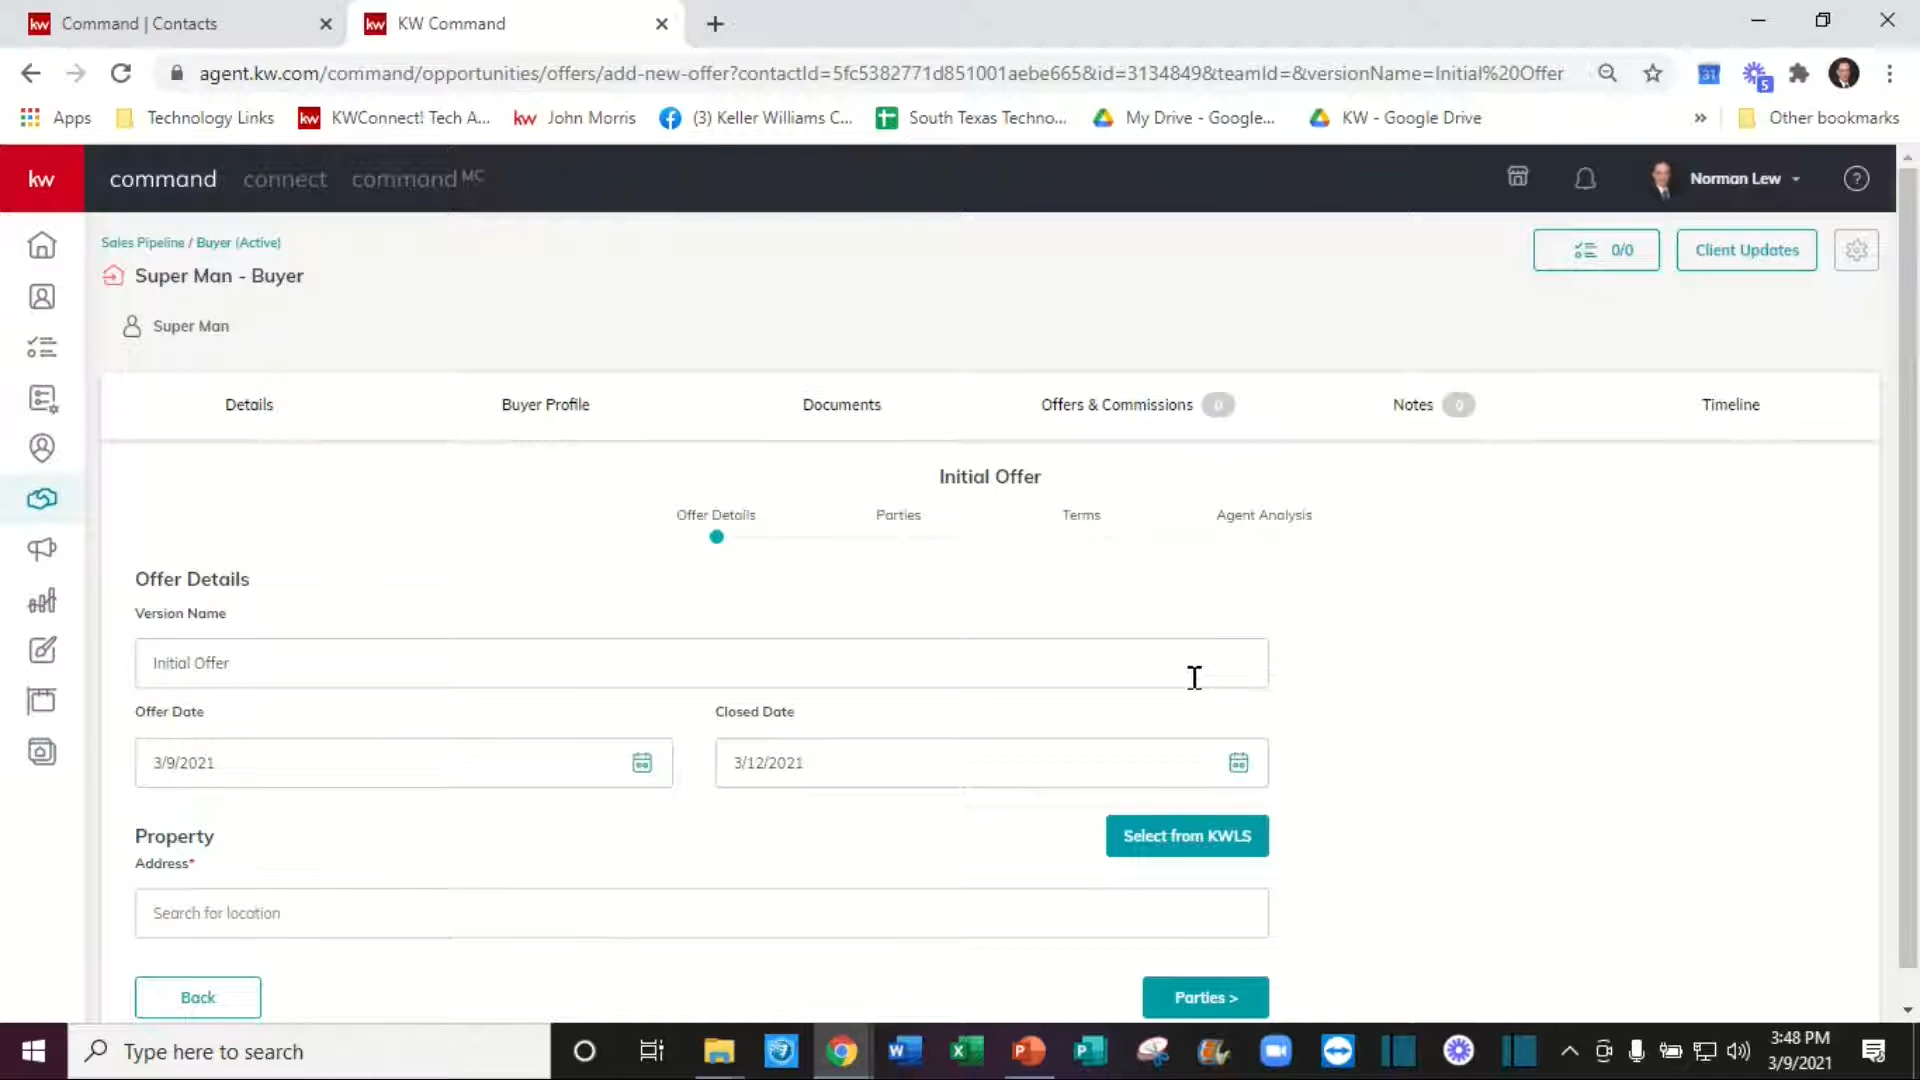 kw Command | Contacts
kw KW Command
agent.kw.com/command/opportunities/offers/add-new-offer?contactId=5fc5382771d851001aebe665&id=3134849&teamId=&versionName=Initial%20Offer
31
5
Apps Technology Links kw KWConnect! Tech A... kw John Morris (3) Keller Williams C... South Texas Techno... My Drive - Google... KW - Google Drive » Other bookmarks
kw command connect command MC Norman Lew ?
Sales Pipeline / Buyer (Active)
Super Man - Buyer
0/0 Client Updates
Super Man
Details Buyer Profile Documents Offers & Commissions 0 Notes 0 Timeline
Initial Offer
Offer Details Parties Terms Agent Analysis
Offer Details
Version Name
Initial Offer
Offer Date Closed Date
3/9/2021 3/12/2021
Property Select from KWLS
Address*
Search for location
Back Parties >
Type here to search
3:48 PM
3/9/2021